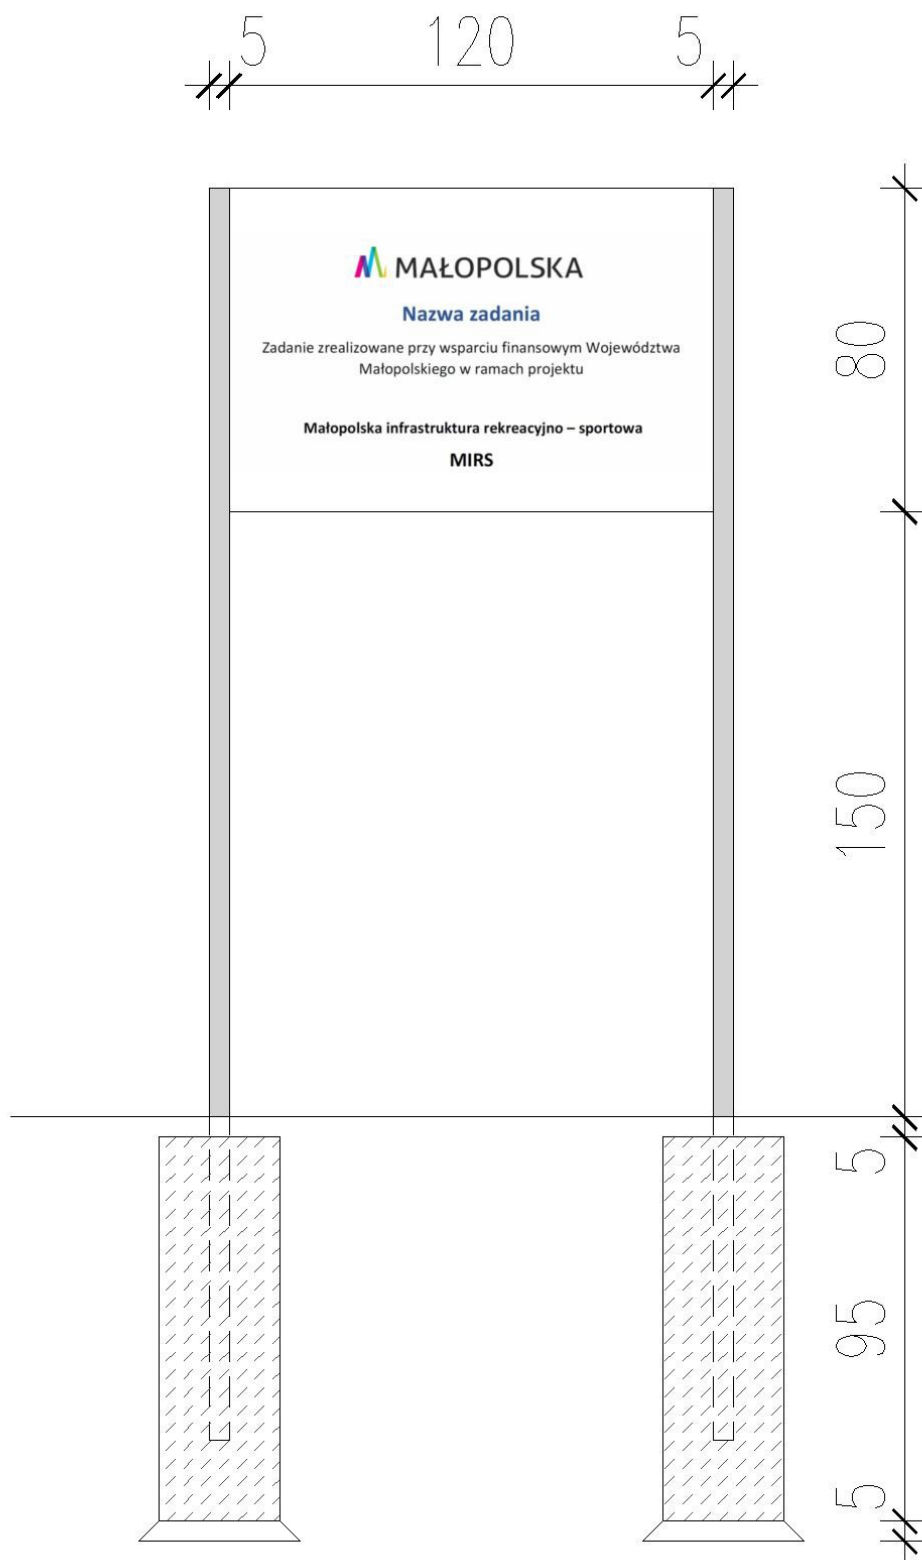 5 120 5
MAŁOPOLSKA
Nazwa zadania
Zadanie zrealizowane przy wsparciu finansowym Województwa
Małopolskiego w ramach projektu
Małopolska infrastruktura rekreacyjno – sportowa
MIRS
80
150
5
95
5